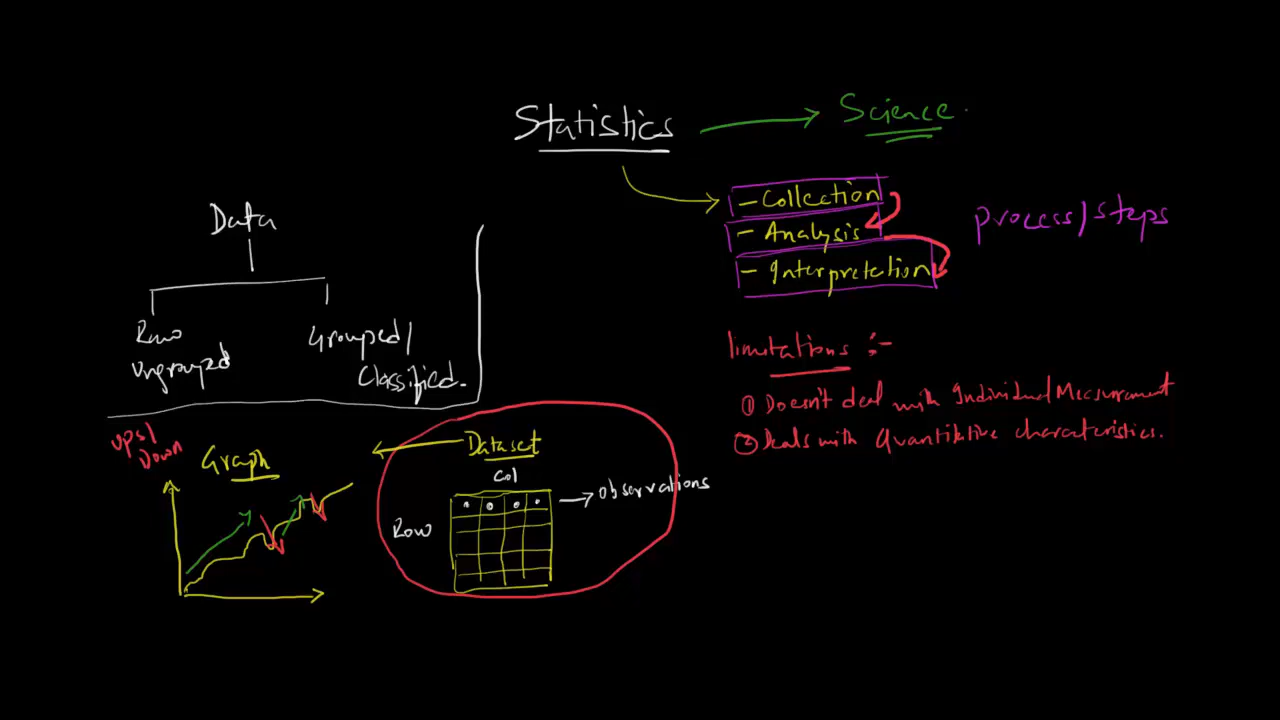 Statistics
Science
- Collection
- Analysis
- Interpretation
process/steps
Data
Raw
Ungrouped
Grouped/
Classified.
limitations :-
① Doesn't deal with Individual Measurement
② Deals with Quantitative characteristics.
ups/
Down
Graph
Dataset
Col
Row
observations